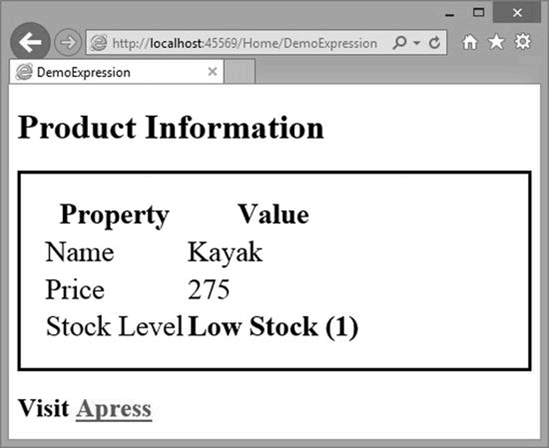 http://localhost:45569/Home/DemoExpression
DemoExpression
Product Information
Property Value
Name Kayak
Price 275
Stock Level Low Stock (1)
Visit Apress